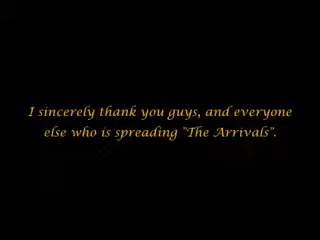 I sincerely thank you guys, and everyone
else who is spreading "The Arrivals".